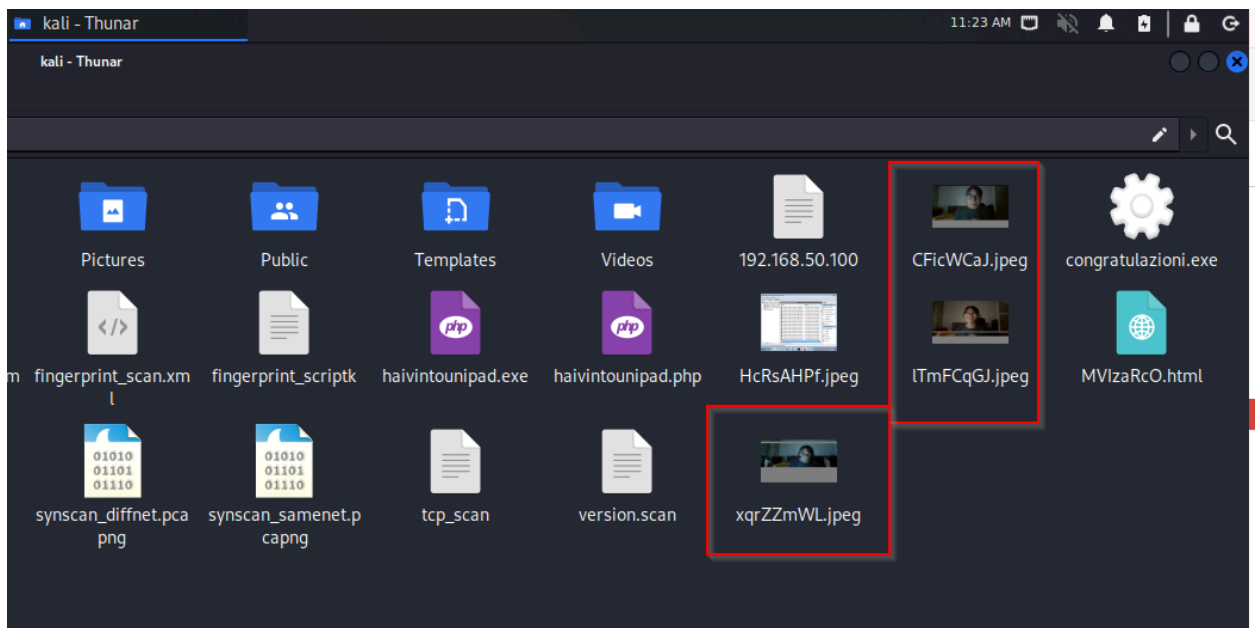 kali - Thunar
11:23 AM
kali - Thunar
Pictures
Public
Templates
Videos
192.168.50.100
CFicWCaJ.jpeg
congratulazioni.exe
m
fingerprint_scan.xm
l
fingerprint_scriptk
haivintounipad.exe
haivintounipad.php
HcRsAHPf.jpeg
lTmFCqGJ.jpeg
MVIzaRcO.html
synscan_diffnet.pca
png
synscan_samenet.p
capng
tcp_scan
version.scan
xqrZZmWL.jpeg